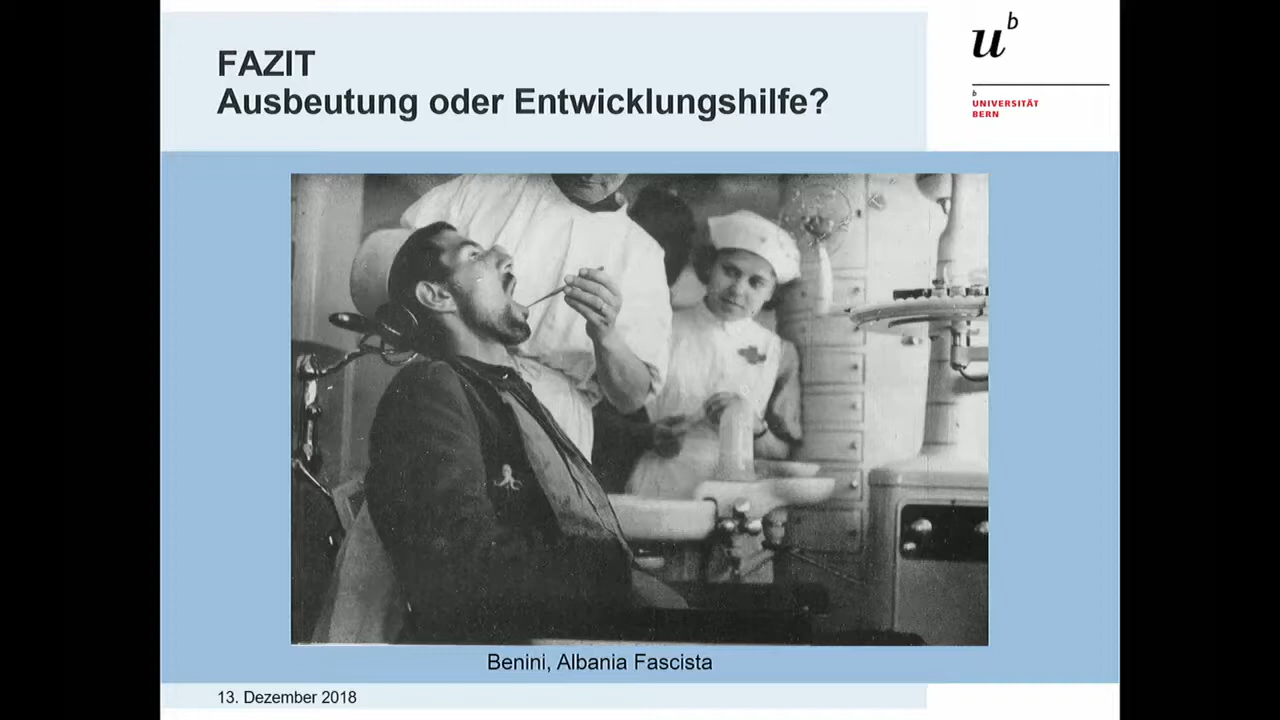 FAZIT
Ausbeutung oder Entwicklungshilfe?
u b
b
UNIVERSITÄT
BERN
Benini, Albania Fascista
13. Dezember 2018